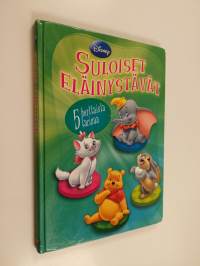 Disney
SULOISET
ELÄINYSTÄVÄT
5 herttaista
tarinaa